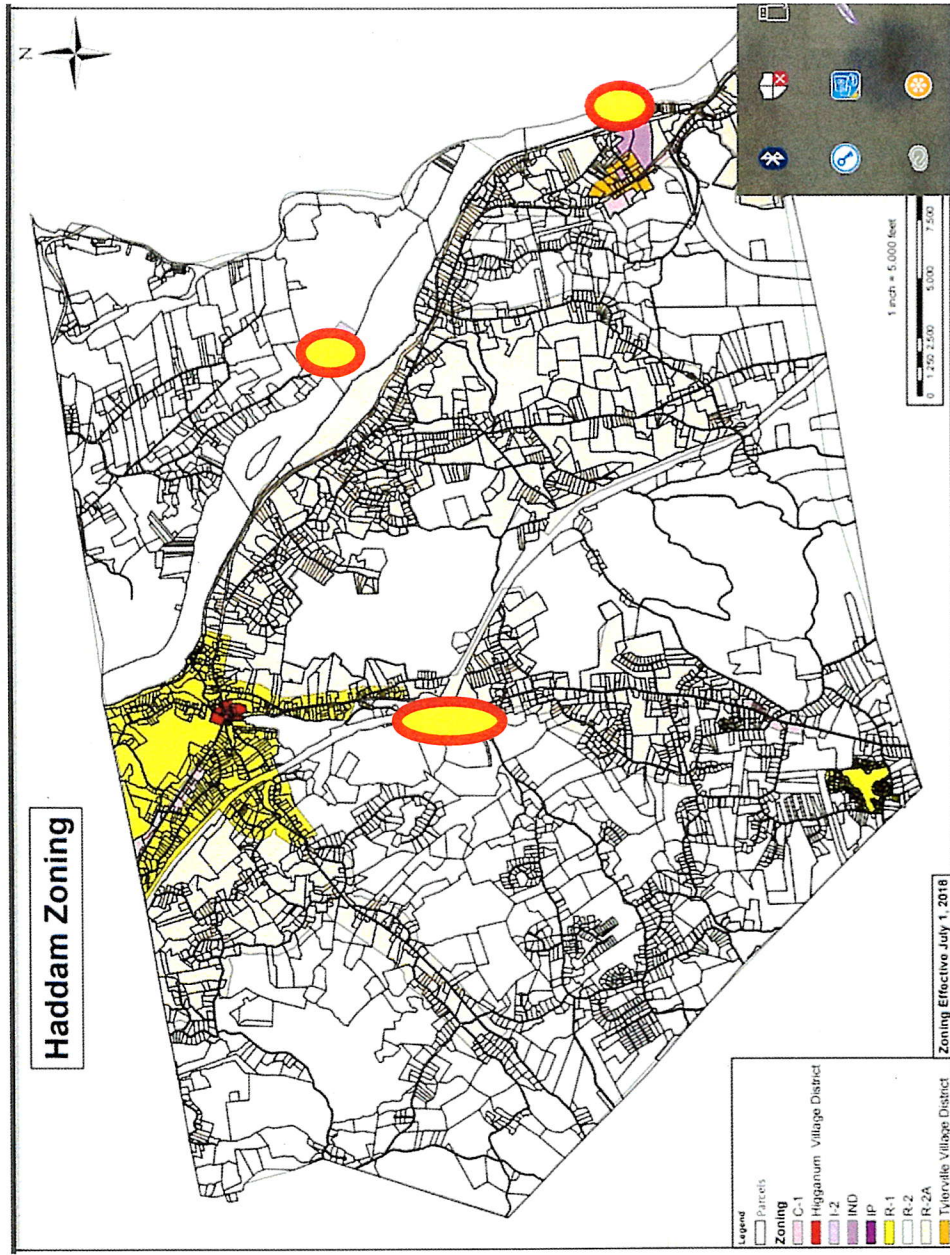 Haddam Zoning
N
Legend
Parcels
Zoning
C-1
Higganum Village District
I-2
IND
IP
R-1
R-2
R-2A
Tylerville Village District
Zoning Effective July 1, 2018
1 inch = 5,000 feet
0 1,250 2,500 5,000 7,500